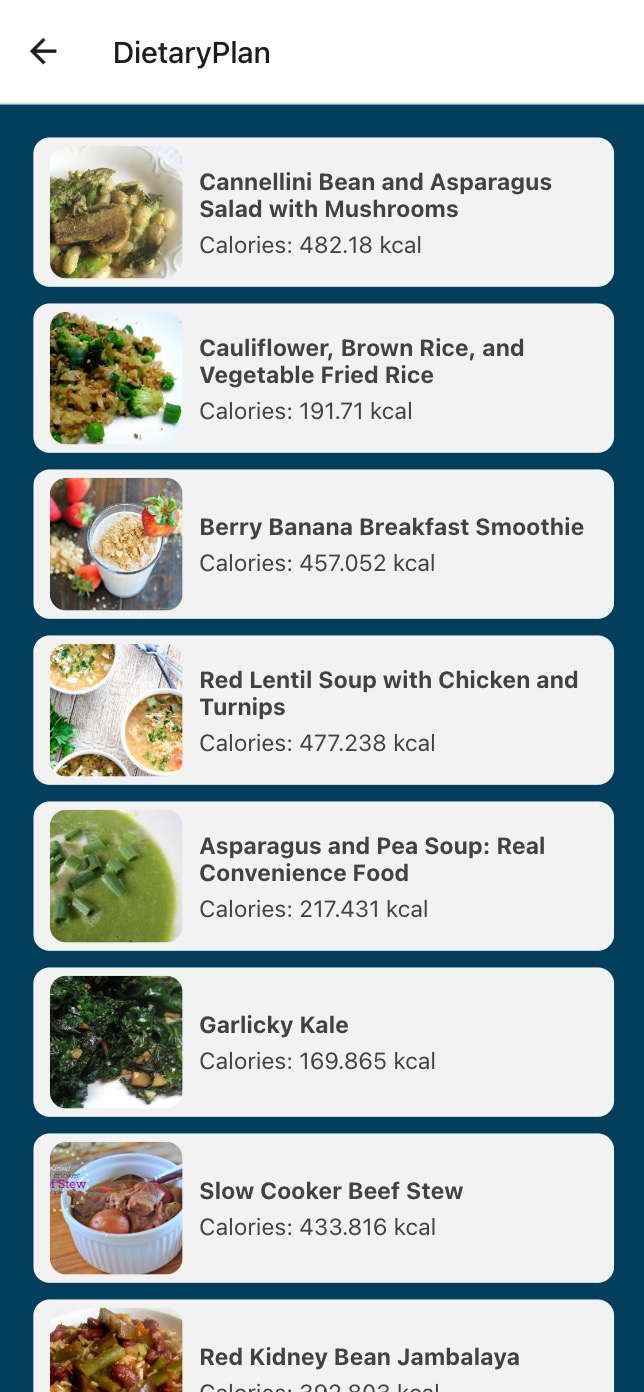 DietaryPlan
Cannellini Bean and Asparagus
Salad with Mushrooms
Calories: 482.18 kcal
Cauliflower, Brown Rice, and
Vegetable Fried Rice
Calories: 191.71 kcal
Berry Banana Breakfast Smoothie
Calories: 457.052 kcal
Red Lentil Soup with Chicken and
Turnips
Calories: 477.238 kcal
Asparagus and Pea Soup: Real
Convenience Food
Calories: 217.431 kcal
Garlicky Kale
Calories: 169.865 kcal
f Stew
Slow Cooker Beef Stew
Calories: 433.816 kcal
Red Kidney Bean Jambalaya
Calories: 392.803 kcal